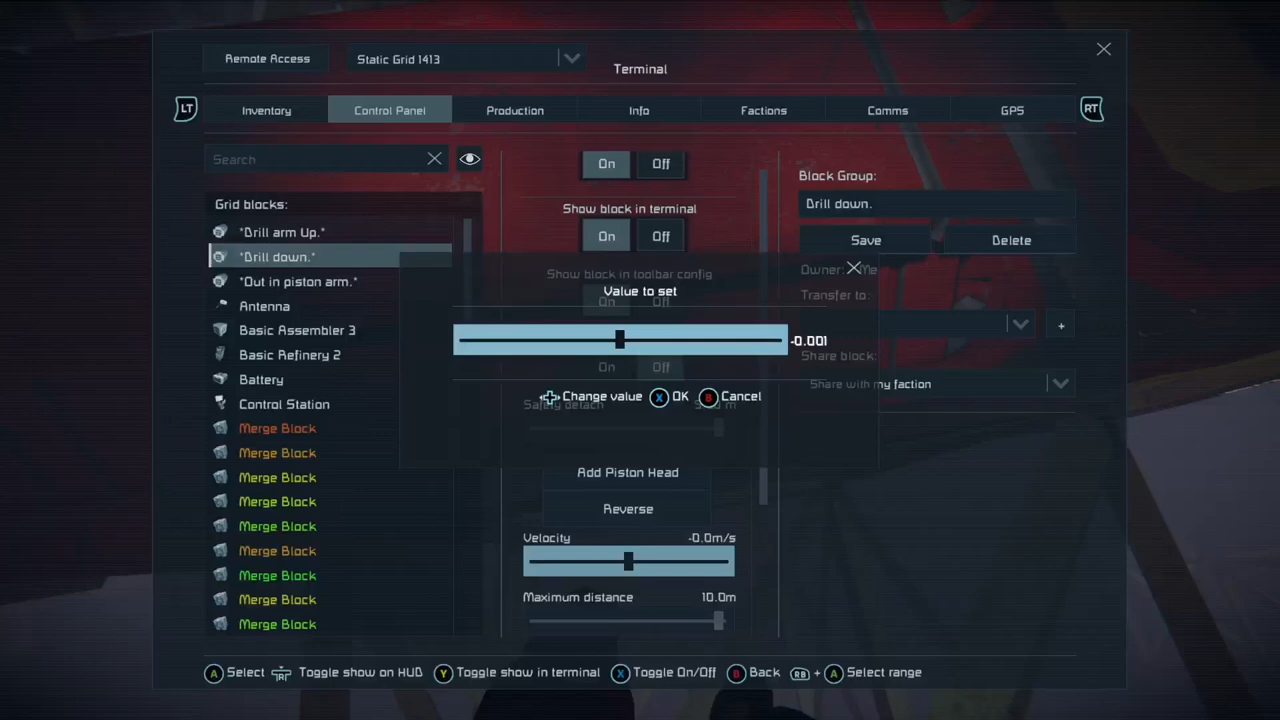 Remote Access
Static Grid 1413
Terminal
LT
Inventory
Control Panel
Production
Info
Factions
Comms
GPS
RT
Search
Grid blocks:
*Drill arm Up.*
*Drill down.*
*Out in piston arm.*
Antenna
Basic Assembler 3
Basic Refinery 2
Battery
Control Station
Merge Block
Merge Block
Merge Block
Merge Block
Merge Block
Merge Block
Merge Block
Merge Block
Merge Block
On Off
Show block in terminal
On Off
Show block in toolbar config
On
Value to set
-0.001
On Off
Change value X OK B Cancel
Safety detach
Add Piston Head
Reverse
Velocity -0.0m/s
Maximum distance 10.0m
Block Group:
Drill down.
Save Delete
Owner: Me
Transfer to:
+
Share block:
Share with my faction
A Select RT Toggle show on HUD Y Toggle show in terminal X Toggle On/Off B Back RB + A Select range